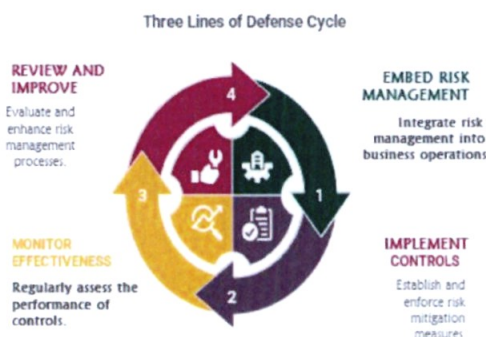 Three Lines of Defense Cycle
EMBED RISK
MANAGEMENT
Integrate risk
management into
business operations
1
IMPLEMENT
CONTROLS
Establish and
enforce risk
mitigation
measures
2
MONITOR
EFFECTIVENESS
Regularly assess the
performance of
controls.
3
REVIEW AND
IMPROVE
Evaluate and
enhance risk
management
processes.
4